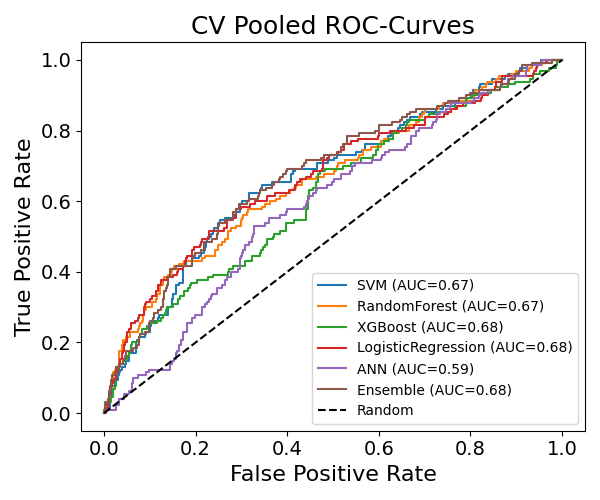 CV Pooled ROC-Curves
True Positive Rate
1.0
0.8
0.6
0.4
0.2
0.0
SVM (AUC=0.67)
RandomForest (AUC=0.67)
XGBoost (AUC=0.68)
LogisticRegression (AUC=0.68)
ANN (AUC=0.59)
Ensemble (AUC=0.68)
Random
0.0 0.2 0.4 0.6 0.8 1.0
False Positive Rate